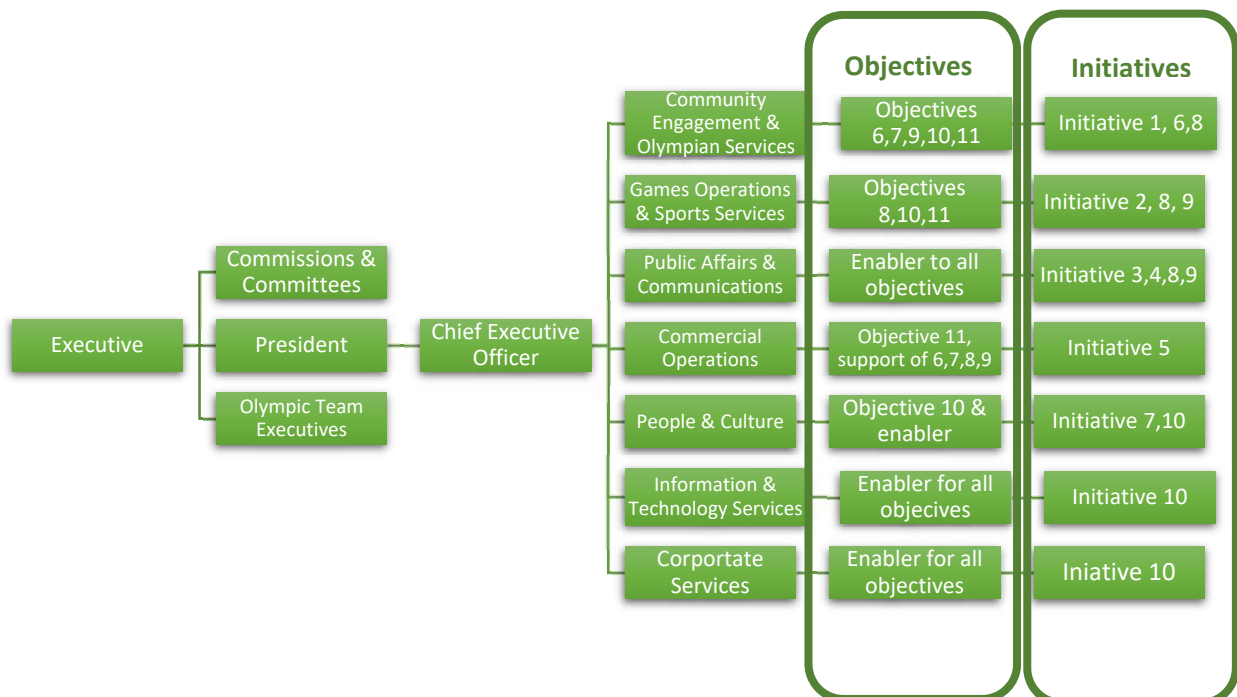 Objectives
Initiatives
Community
Engagement &
Olympian Services
Objectives
6,7,9,10,11
Initiative 1, 6,8
Games Operations
& Sports Services
Objectives
8,10,11
Initiative 2, 8, 9
Commissions &
Committees
Public Affairs &
Communications
Enabler to all
objectives
Initiative 3,4,8,9
Executive
President
Chief Executive
Officer
Commercial
Operations
Objective 11,
support of 6,7,8,9
Initiative 5
Olympic Team
Executives
People & Culture
Objective 10 &
enabler
Initiative 7,10
Information &
Technology Services
Enabler for all
objecives
Initiative 10
Corportate
Services
Enabler for all
objectives
Iniative 10